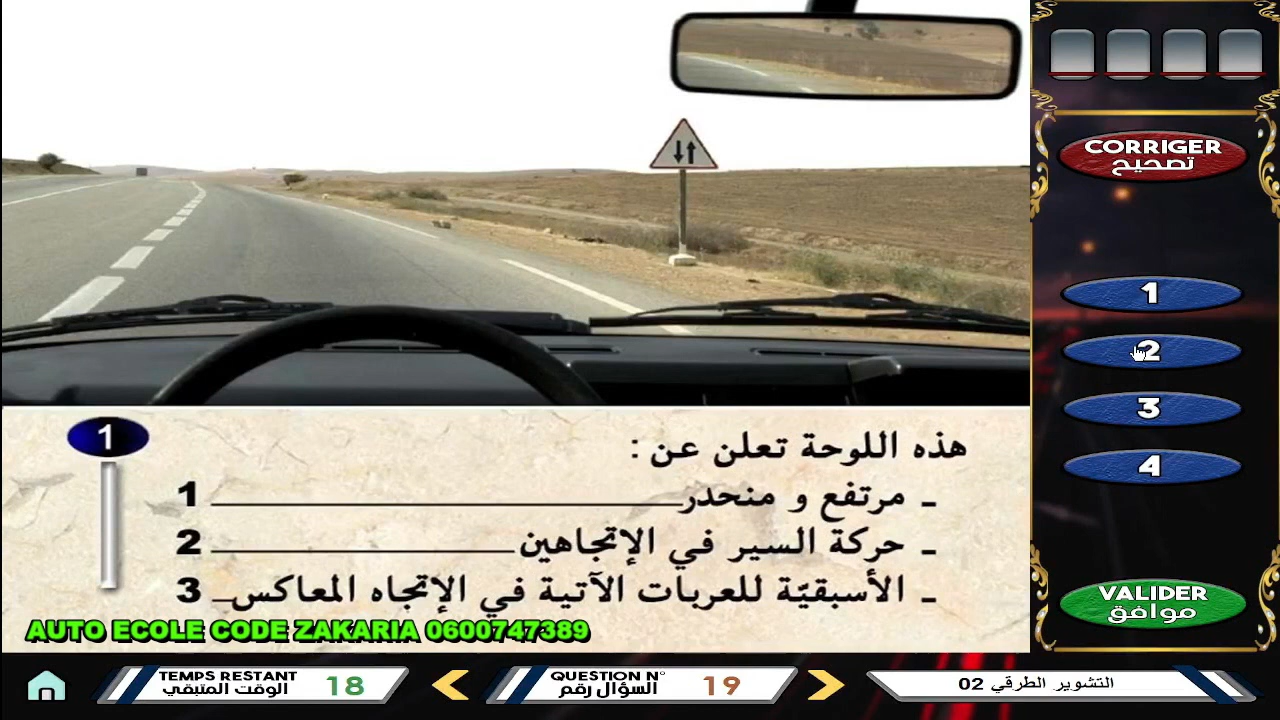 CORRIGER
تصحيح
1
2
3
4
VALIDER
موافق
1
هذه اللوحة تعلن عن :
ـ مرتفع و منحدر 1
ـ حركة السير في الإتجاهين 2
ـ الأسبقيّة للعربات الآتية في الإتجاه المعاكس 3
AUTO ECOLE CODE ZAKARIA 0600747389
TEMPS RESTANT
الوقت المتبقي
18
QUESTION N°
السؤال رقم
19
التشوير الطرقي 02